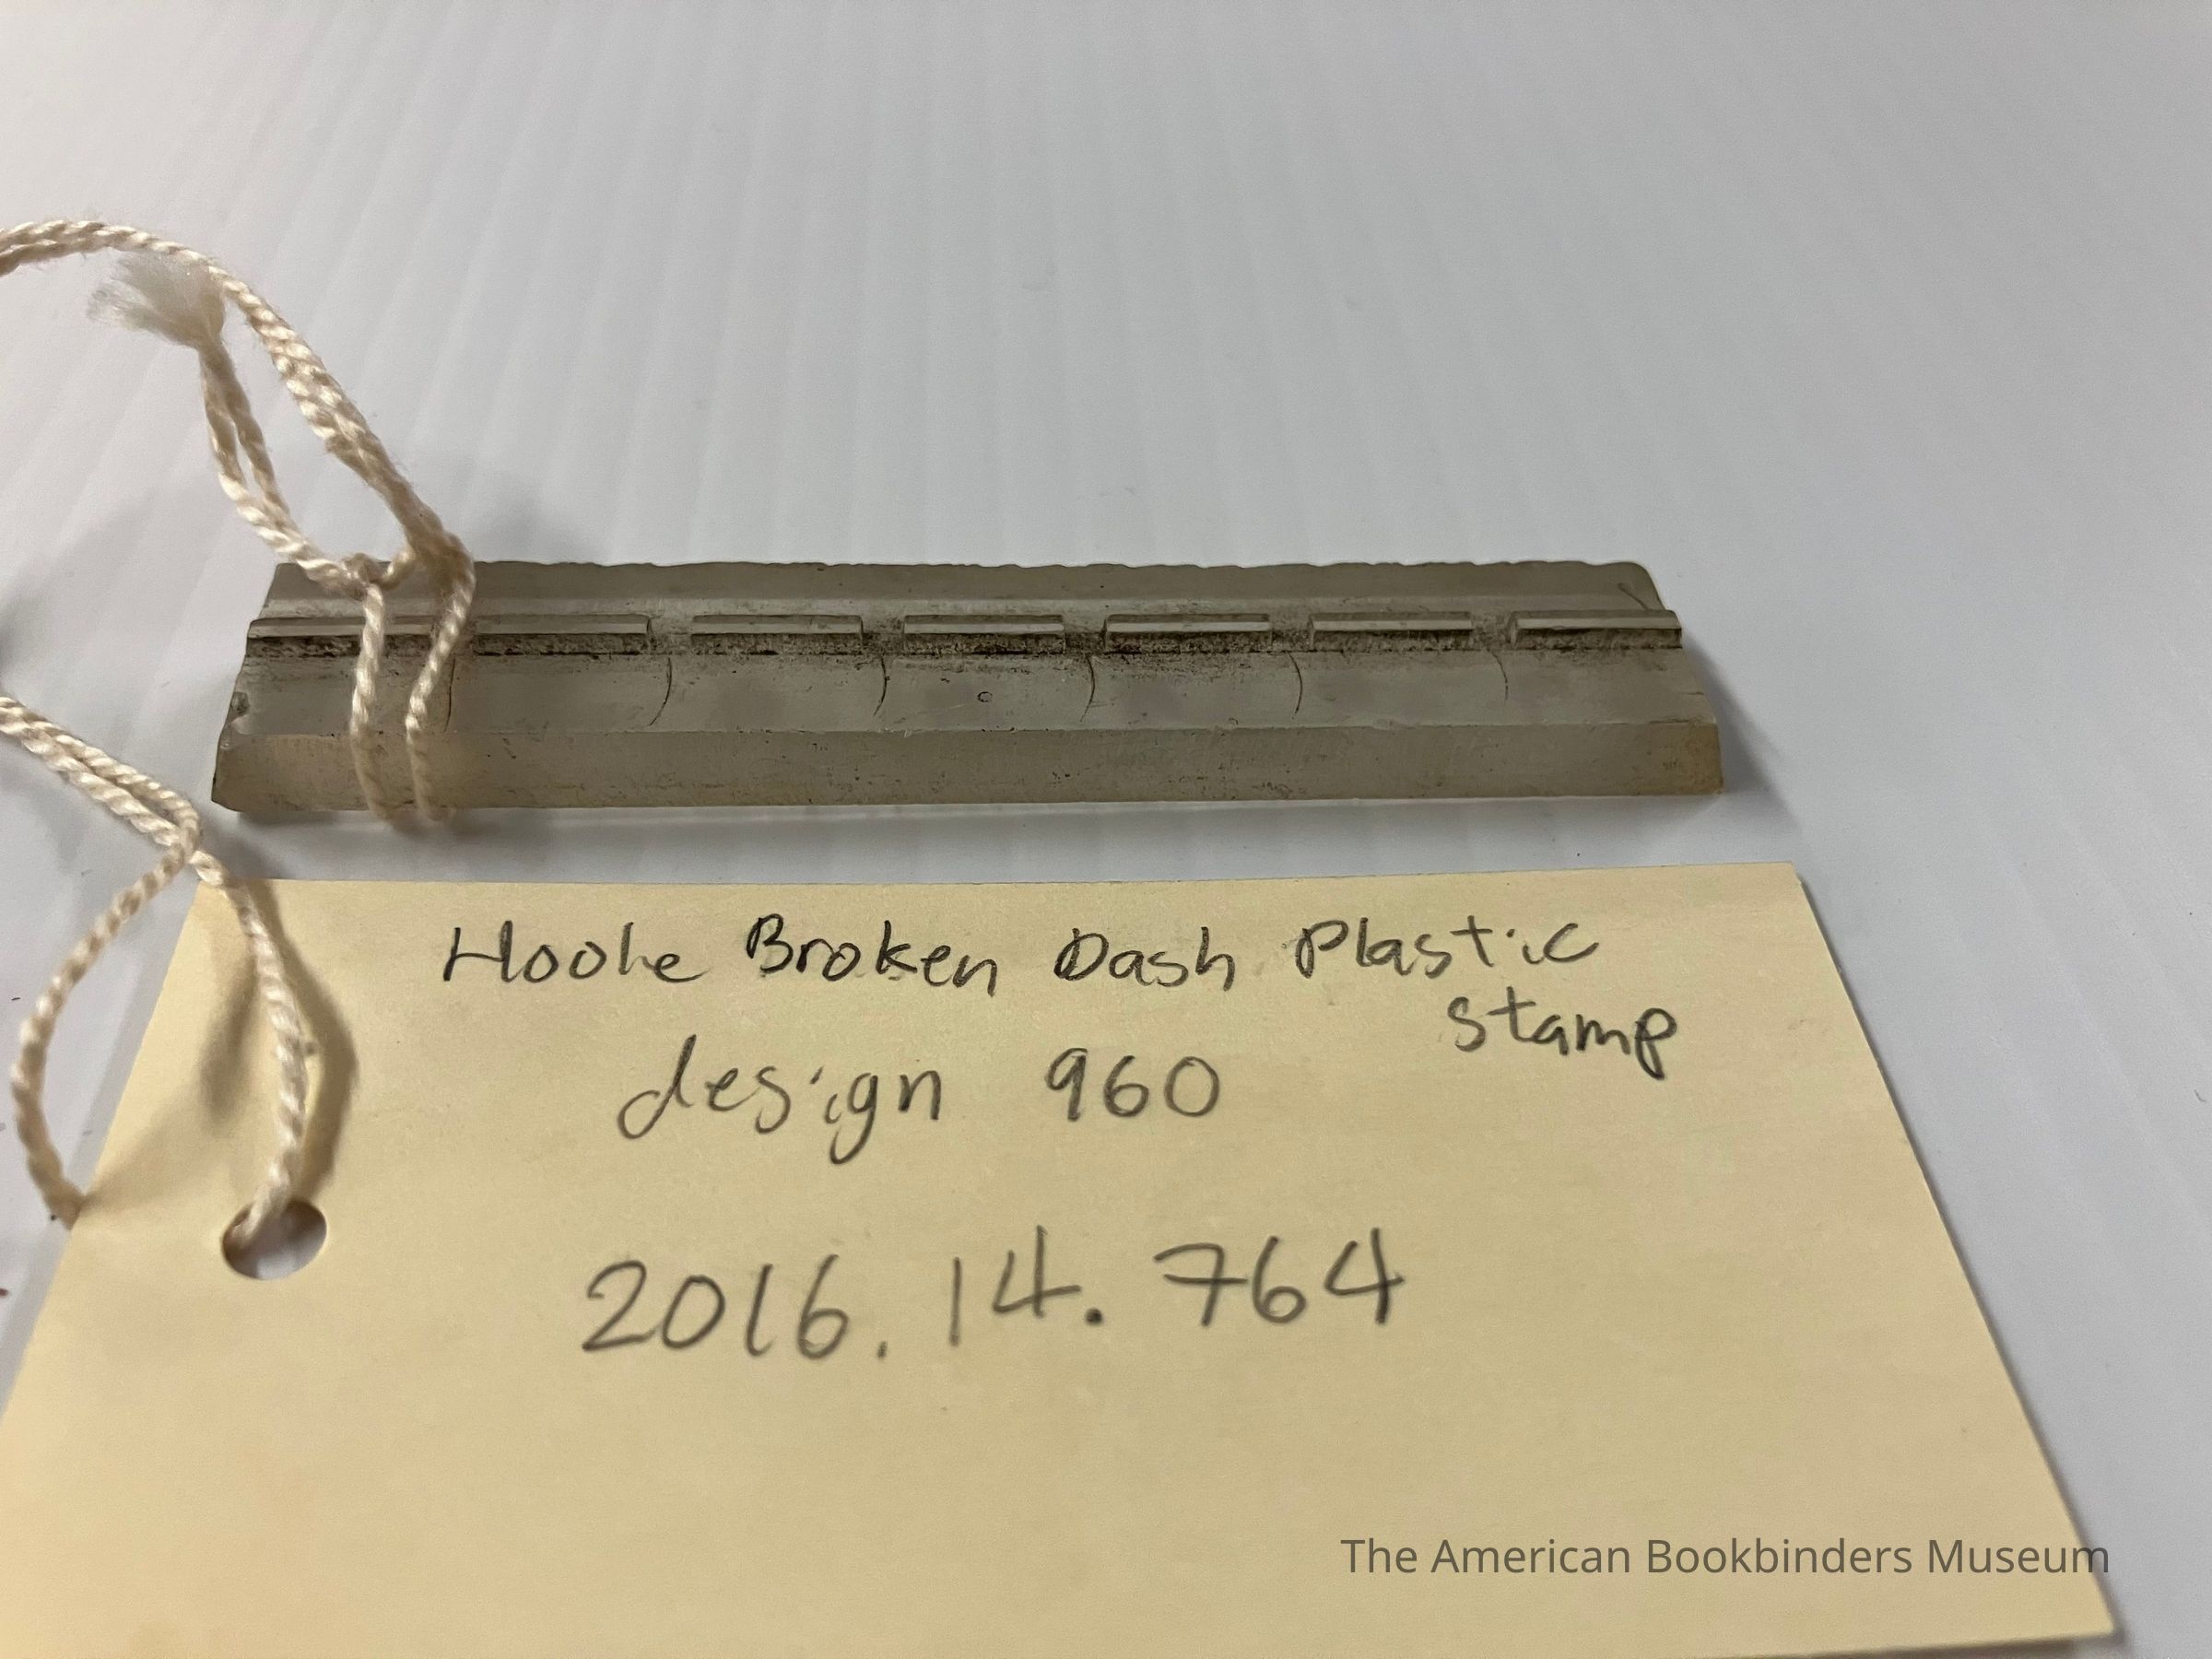 Hoole Broken Dash Plastic
stamp
design 960
2016.14.764
The American Bookbinders Museum